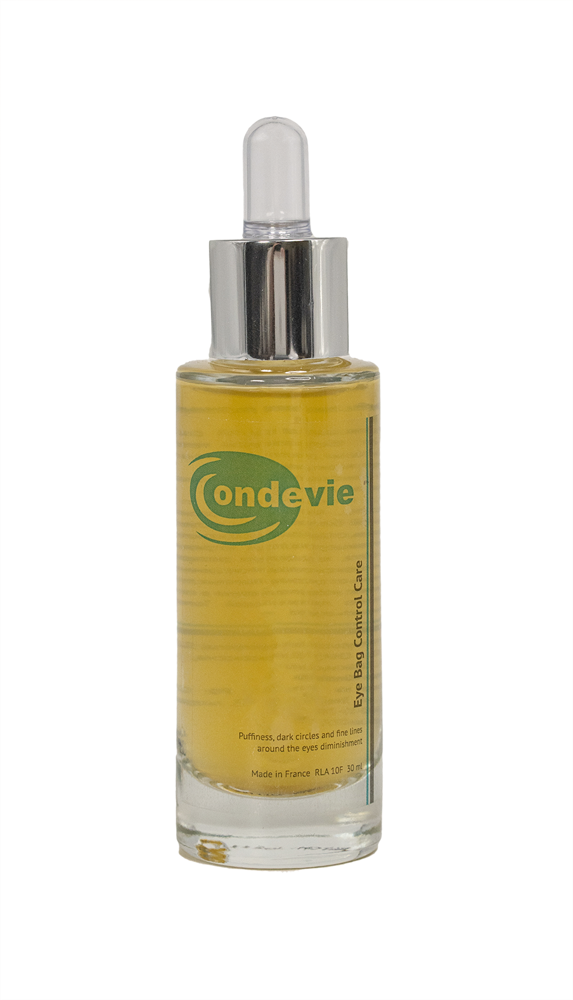 Condevie
Eye Bag Control Care
Puffiness, dark circles and fine lines
around the eyes diminishment
Made in France RLA 10F 30 ml